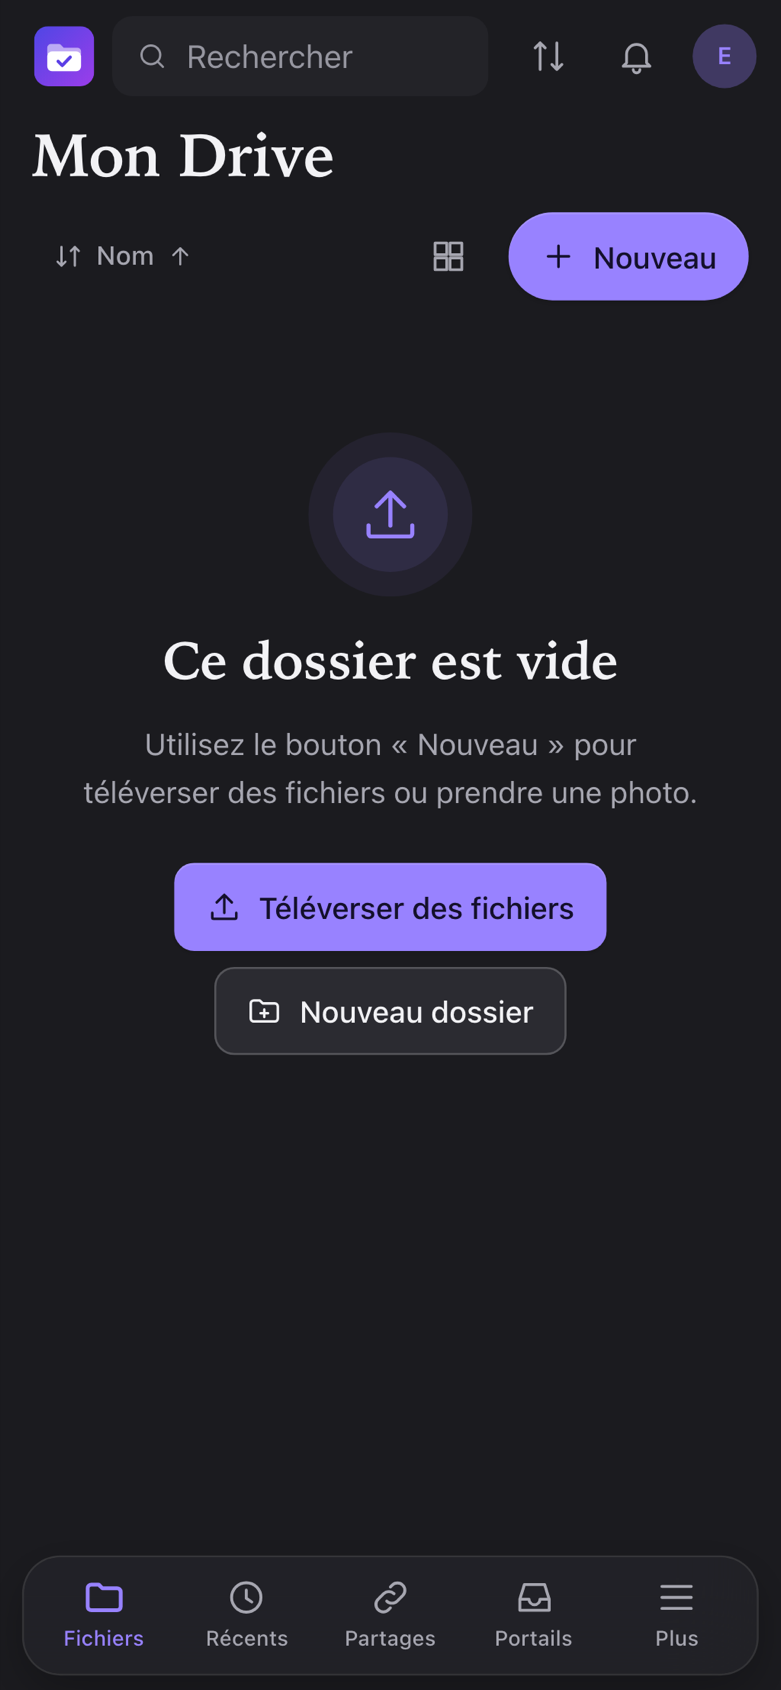 Rechercher
E
Mon Drive
Nom
Nouveau
Ce dossier est vide
Utilisez le bouton « Nouveau » pour
téléverser des fichiers ou prendre une photo.
Téléverser des fichiers
Nouveau dossier
Fichiers
Récents
Partages
Portails
Plus